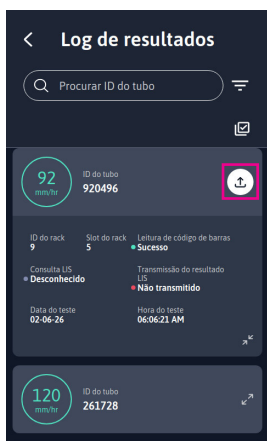 Log de resultados
Procurar ID do tubo
92
mm/hr
ID do tubo
920496
ID do rack
9
Slot do rack
5
Leitura de código de barras
Sucesso
Consulta LIS
Desconhecido
Transmissão do resultado
LIS
Não transmitido
Data do teste
02-06-26
Hora do teste
06:06:21 AM
120
mm/hr
ID do tubo
261728